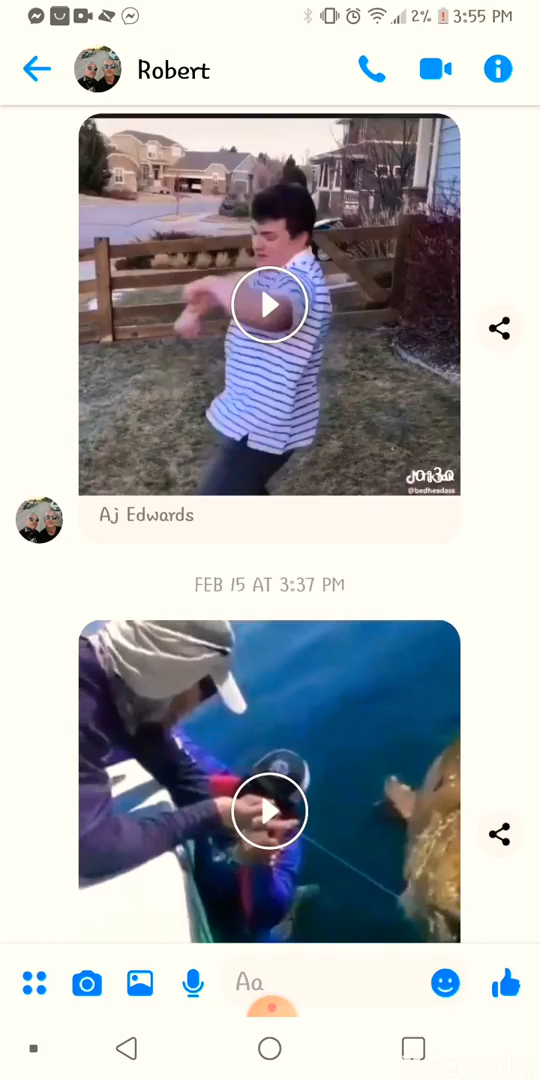 2% 3:55 PM
Robert
@bedheadass
Aj Edwards
FEB 15 AT 3:37 PM
Aa